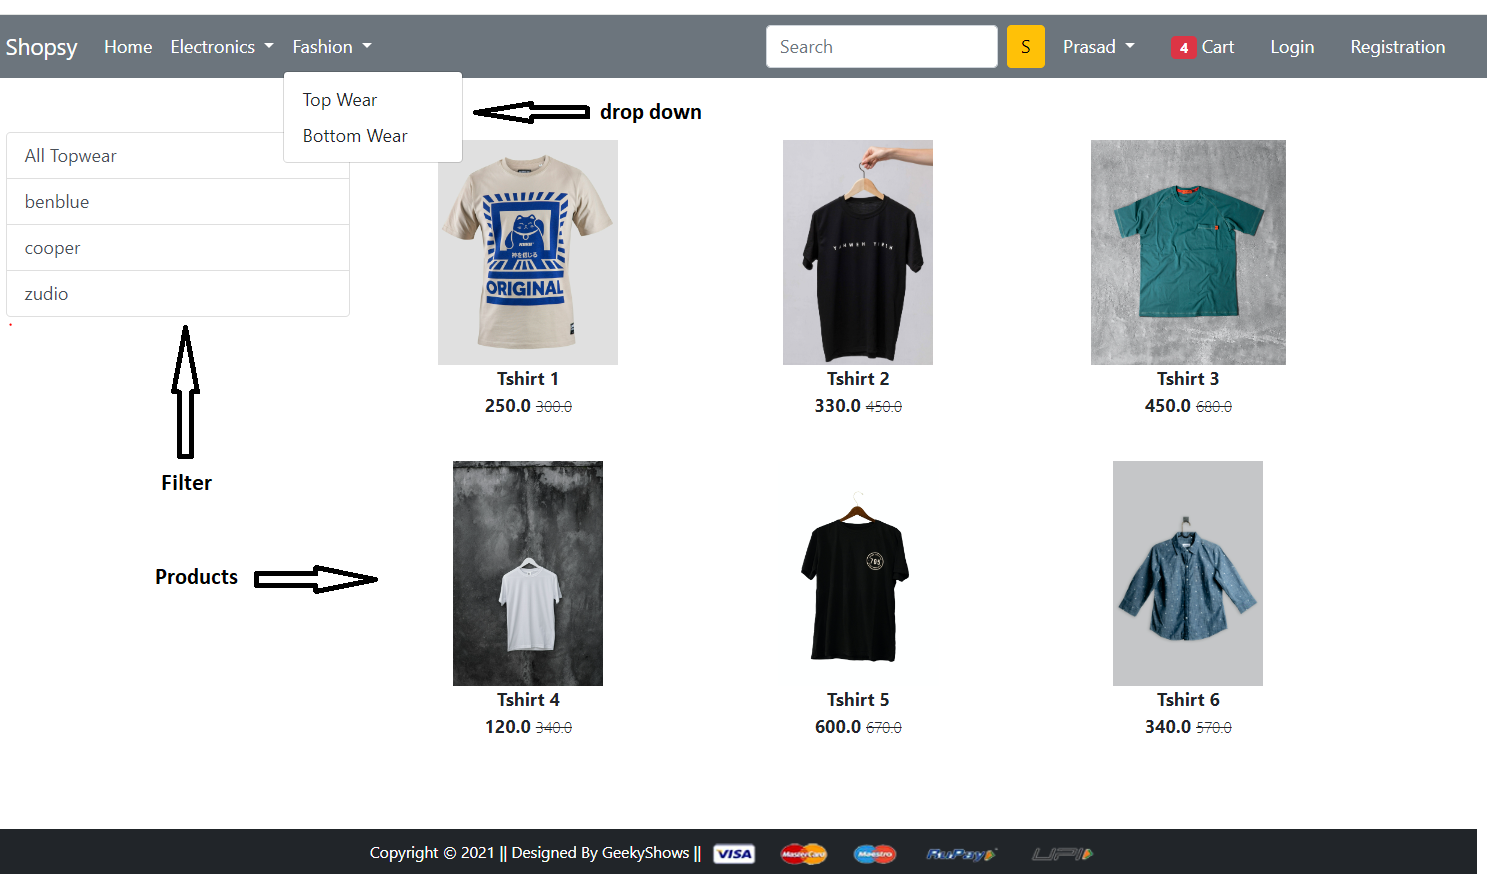 Shopsy Home Electronics Fashion Search S Prasad 4 Cart Login Registration
Top Wear
Bottom Wear
drop down
All Topwear
benblue
cooper
zudio
Filter
Products
ORIGINAL
Tshirt 1
250.0 300.0
Tshirt 2
330.0 450.0
Tshirt 3
450.0 680.0
Tshirt 4
120.0 340.0
Tshirt 5
600.0 670.0
Tshirt 6
340.0 570.0
Copyright © 2021 || Designed By GeekyShows || VISA MasterCard Maestro RuPay UPI